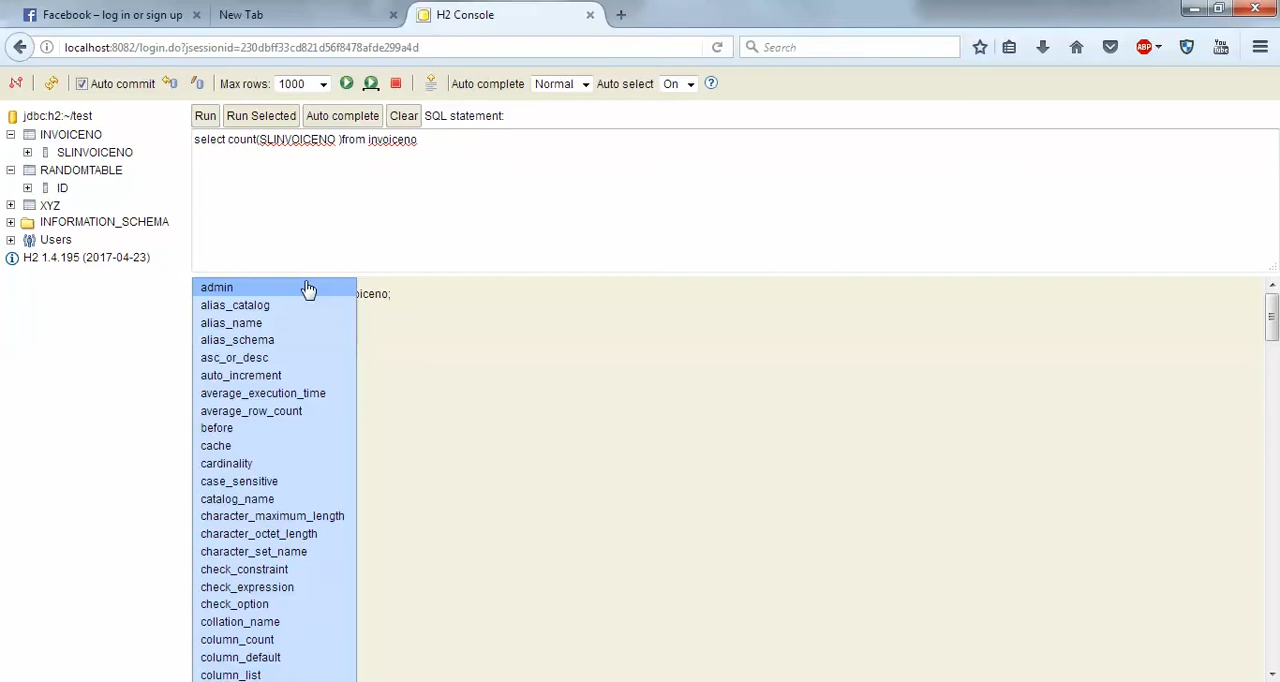 Facebook – log in or sign up
New Tab
H2 Console
localhost:8082/login.do?jsessionid=230dbff33cd821d56f8478afde299a4d
Search
ABP
You Tube
Auto commit
Max rows: 1000
Auto complete Normal
Auto select On
jdbc:h2:~/test
INVOICENO
SLINVOICENO
RANDOMTABLE
ID
XYZ
INFORMATION_SCHEMA
Users
H2 1.4.195 (2017-04-23)
Run Run Selected Auto complete Clear SQL statement:
select count(SLINVOICENO )from invoiceno
oiceno;
admin
alias_catalog
alias_name
alias_schema
asc_or_desc
auto_increment
average_execution_time
average_row_count
before
cache
cardinality
case_sensitive
catalog_name
character_maximum_length
character_octet_length
character_set_name
check_constraint
check_expression
check_option
collation_name
column_count
column_default
column_list